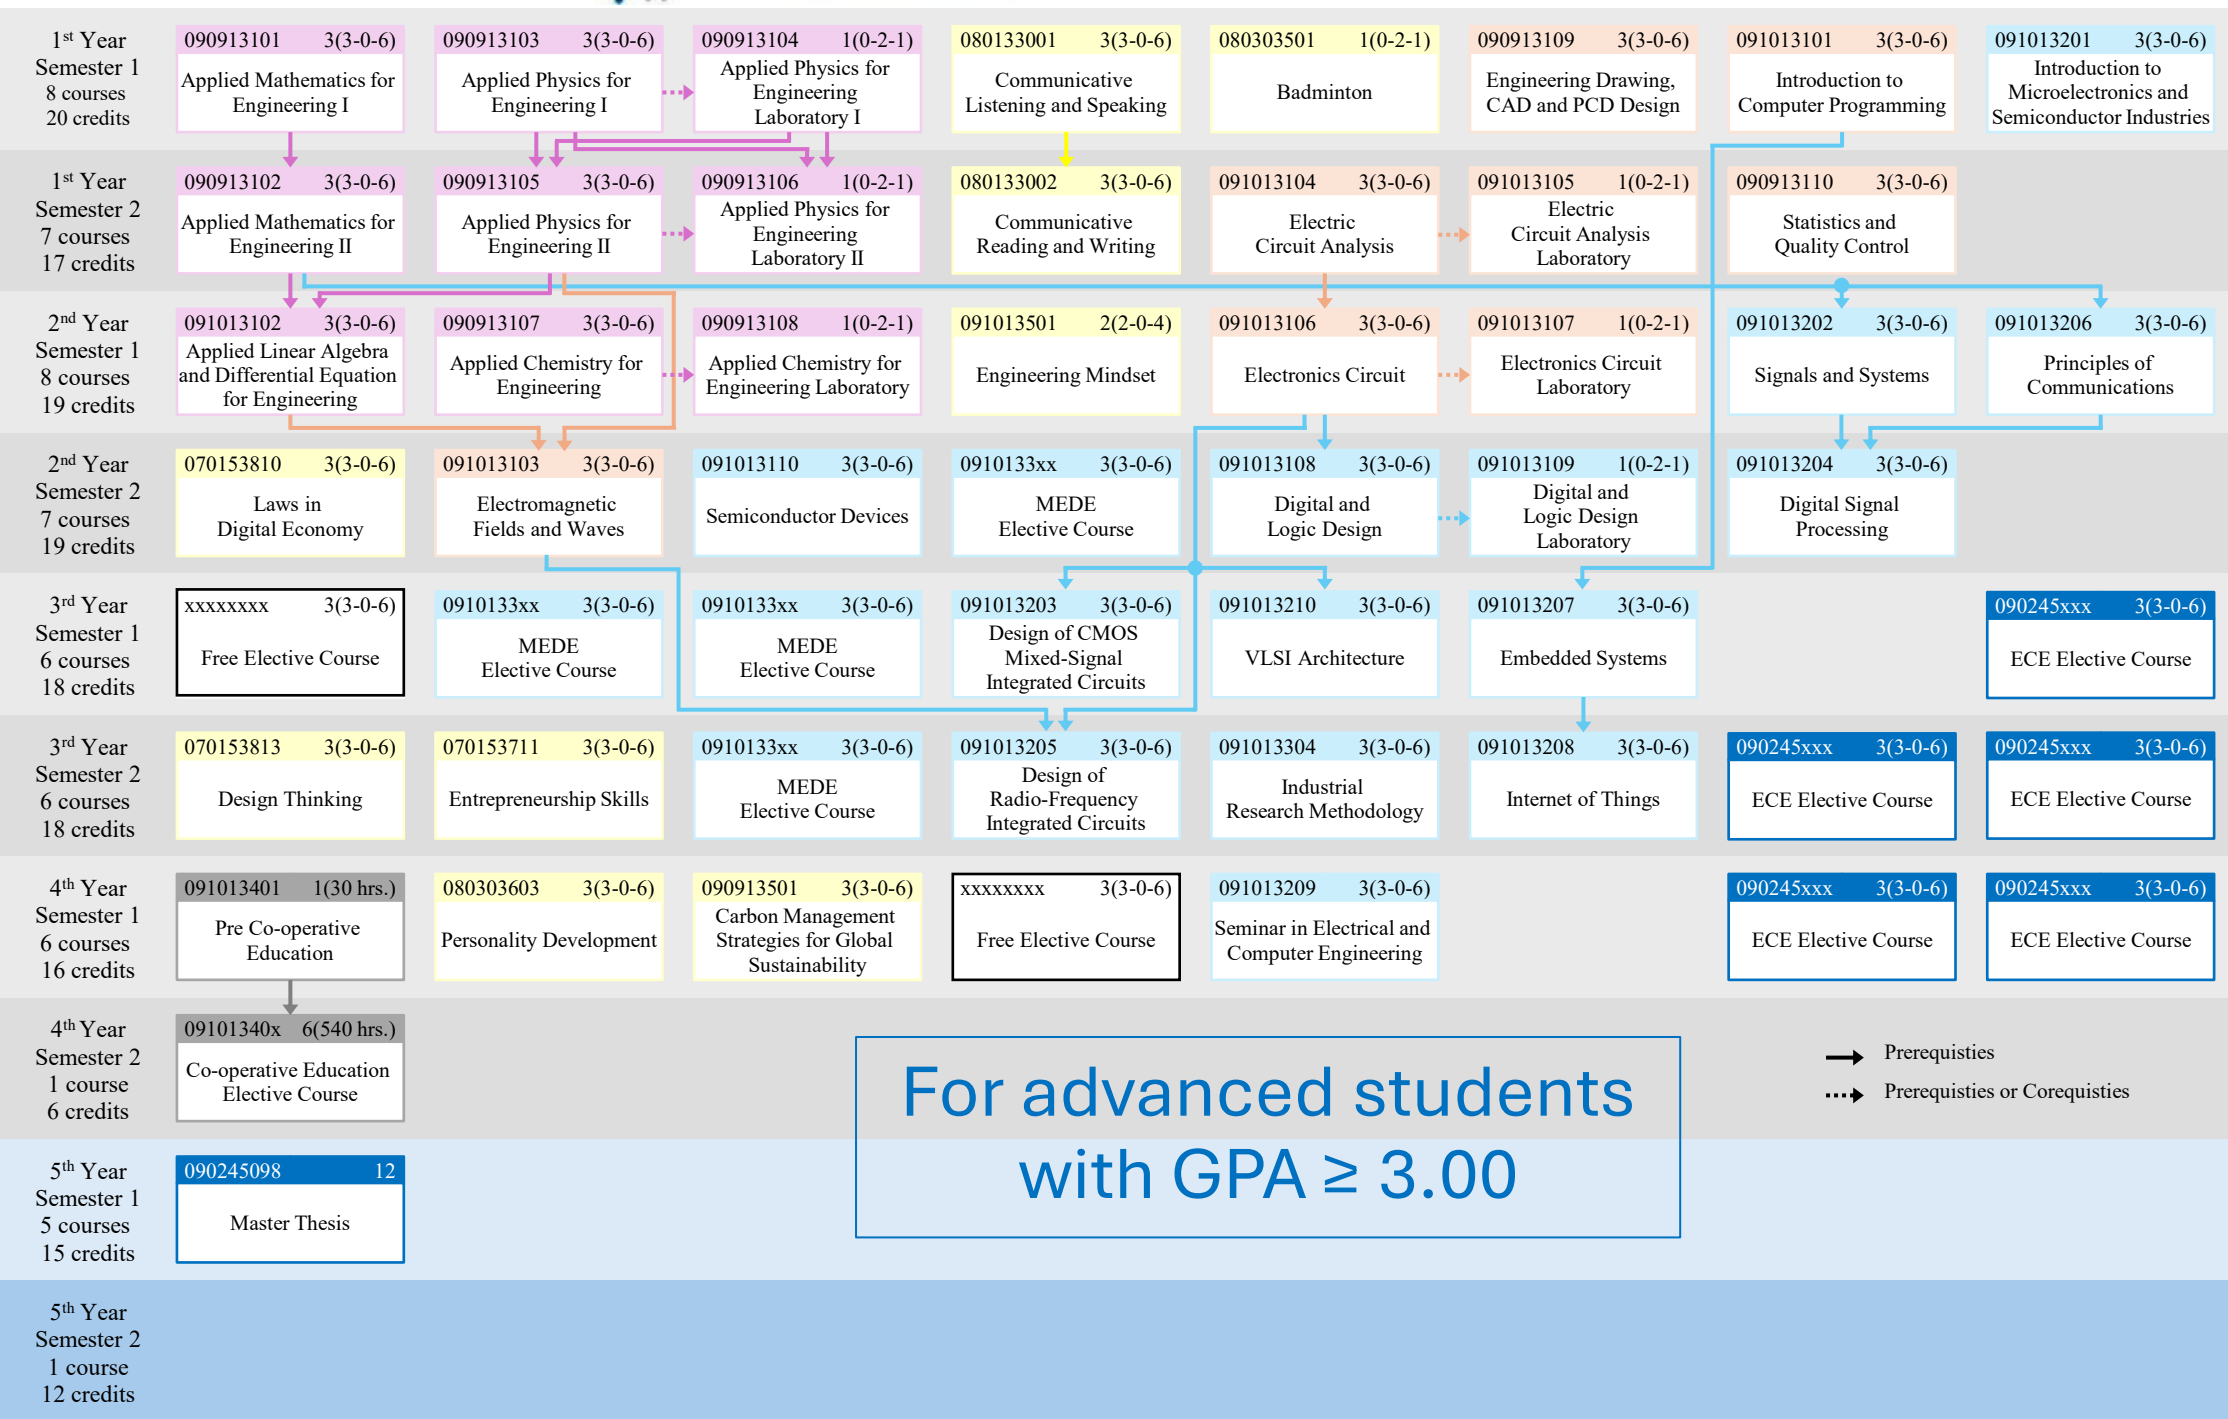 1st Year
Semester 1
8 courses
20 credits
090913101 3(3-0-6)
Applied Mathematics for
Engineering I
090913103 3(3-0-6)
Applied Physics for
Engineering I
090913104 1(0-2-1)
Applied Physics for
Engineering
Laboratory I
080133001 3(3-0-6)
Communicative
Listening and Speaking
080303501 1(0-2-1)
Badminton
090913109 3(3-0-6)
Engineering Drawing,
CAD and PCD Design
091013101 3(3-0-6)
Introduction to
Computer Programming
091013201 3(3-0-6)
Introduction to
Microelectronics and
Semiconductor Industries
1st Year
Semester 2
7 courses
17 credits
090913102 3(3-0-6)
Applied Mathematics for
Engineering II
090913105 3(3-0-6)
Applied Physics for
Engineering II
090913106 1(0-2-1)
Applied Physics for
Engineering
Laboratory II
080133002 3(3-0-6)
Communicative
Reading and Writing
091013104 3(3-0-6)
Electric
Circuit Analysis
091013105 1(0-2-1)
Electric
Circuit Analysis
Laboratory
090913110 3(3-0-6)
Statistics and
Quality Control
2nd Year
Semester 1
8 courses
19 credits
091013102 3(3-0-6)
Applied Linear Algebra
and Differential Equation
for Engineering
090913107 3(3-0-6)
Applied Chemistry for
Engineering
090913108 1(0-2-1)
Applied Chemistry for
Engineering Laboratory
091013501 2(2-0-4)
Engineering Mindset
091013106 3(3-0-6)
Electronics Circuit
091013107 1(0-2-1)
Electronics Circuit
Laboratory
091013202 3(3-0-6)
Signals and Systems
091013206 3(3-0-6)
Principles of
Communications
2nd Year
Semester 2
7 courses
19 credits
070153810 3(3-0-6)
Laws in
Digital Economy
091013103 3(3-0-6)
Electromagnetic
Fields and Waves
091013110 3(3-0-6)
Semiconductor Devices
0910133xx 3(3-0-6)
MEDE
Elective Course
091013108 3(3-0-6)
Digital and
Logic Design
091013109 1(0-2-1)
Digital and
Logic Design
Laboratory
091013204 3(3-0-6)
Digital Signal
Processing
3rd Year
Semester 1
6 courses
18 credits
xxxxxxxx 3(3-0-6)
Free Elective Course
0910133xx 3(3-0-6)
MEDE
Elective Course
0910133xx 3(3-0-6)
MEDE
Elective Course
091013203 3(3-0-6)
Design of CMOS
Mixed-Signal
Integrated Circuits
091013210 3(3-0-6)
VLSI Architecture
091013207 3(3-0-6)
Embedded Systems
090245xxx 3(3-0-6)
ECE Elective Course
3rd Year
Semester 2
6 courses
18 credits
070153813 3(3-0-6)
Design Thinking
070153711 3(3-0-6)
Entrepreneurship Skills
0910133xx 3(3-0-6)
MEDE
Elective Course
091013205 3(3-0-6)
Design of
Radio-Frequency
Integrated Circuits
091013304 3(3-0-6)
Industrial
Research Methodology
091013208 3(3-0-6)
Internet of Things
090245xxx 3(3-0-6)
ECE Elective Course
090245xxx 3(3-0-6)
ECE Elective Course
4th Year
Semester 1
6 courses
16 credits
091013401 1(30 hrs.)
Pre Co-operative
Education
080303603 3(3-0-6)
Personality Development
090913501 3(3-0-6)
Carbon Management
Strategies for Global
Sustainability
xxxxxxxx 3(3-0-6)
Free Elective Course
091013209 3(3-0-6)
Seminar in Electrical and
Computer Engineering
090245xxx 3(3-0-6)
ECE Elective Course
090245xxx 3(3-0-6)
ECE Elective Course
4th Year
Semester 2
1 course
6 credits
09101340x 6(540 hrs.)
Co-operative Education
Elective Course
For advanced students
with GPA ≥ 3.00
Prerequisties
Prerequisties or Corequisties
5th Year
Semester 1
5 courses
15 credits
090245098 12
Master Thesis
5th Year
Semester 2
1 course
12 credits